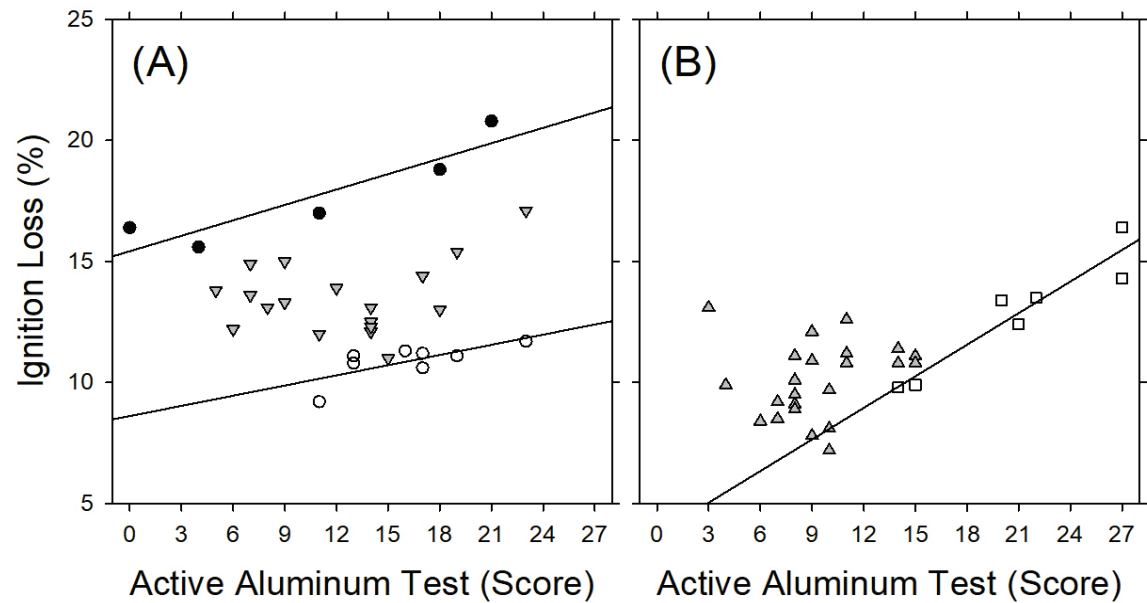 25
20
15
10
5
Ignition Loss (%)
(A)
(B)
0 3 6 9 12 15 18 21 24 27
0 3 6 9 12 15 18 21 24 27
Active Aluminum Test (Score)
Active Aluminum Test (Score)